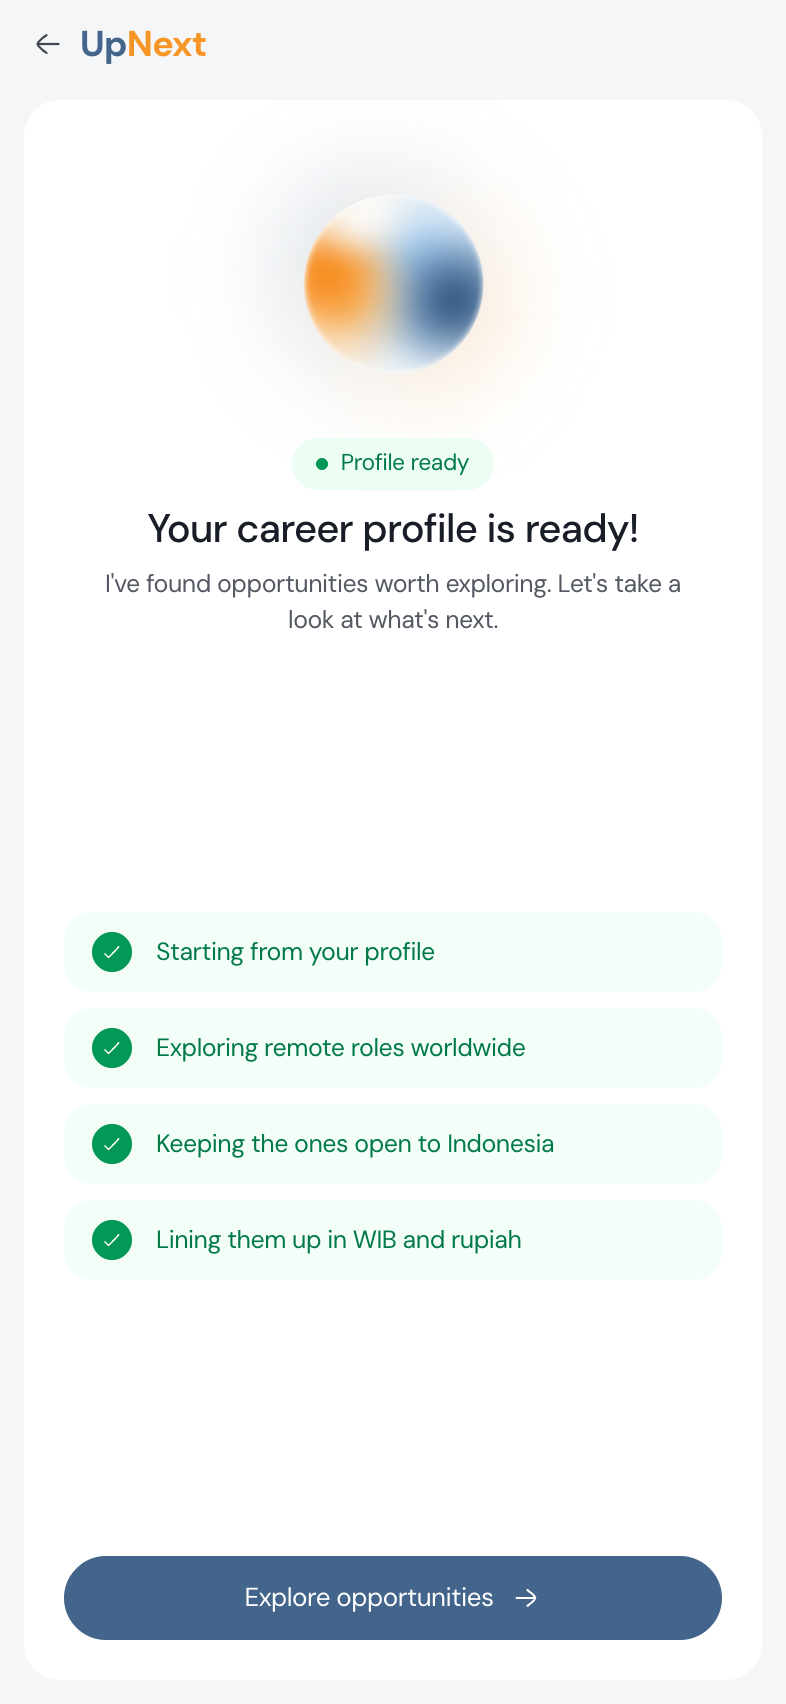 UpNext
Profile ready
Your career profile is ready!
I've found opportunities worth exploring. Let's take a
look at what's next.
Starting from your profile
Exploring remote roles worldwide
Keeping the ones open to Indonesia
Lining them up in WIB and rupiah
Explore opportunities